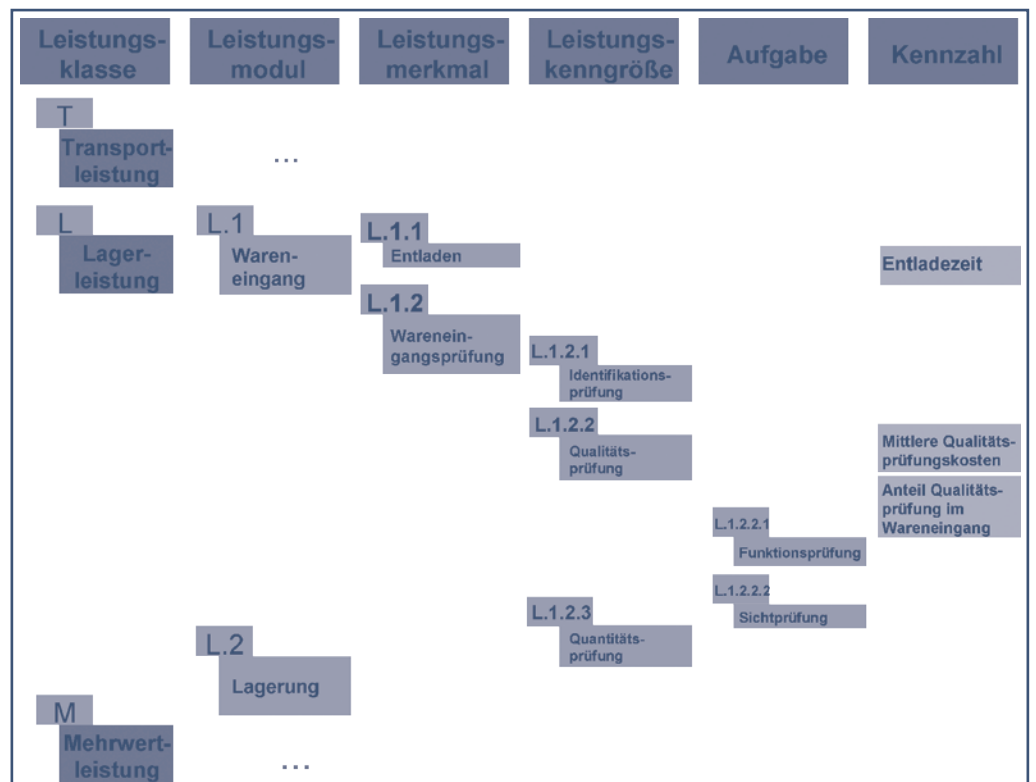 Leistungs-
klasse
Leistungs-
modul
Leistungs-
merkmal
Leistungs-
kenngröße
Aufgabe
Kennzahl
T
Transport-
leistung
...
L
Lager-
leistung
L.1
Waren-
eingang
L.1.1
Entladen
Entladezeit
L.1.2
Wareneine-
gangsprüfung
L.1.2.1
Identifikations-
prüfung
L.1.2.2
Qualitäts-
prüfung
Mittlere Qualitäts-
prüfungskosten
Anteil Qualitäts-
prüfung im
Wareneingang
L.1.2.2.1
Funktionsprüfung
L.1.2.2.2
Sichtprüfung
L.1.2.3
Quantitäts-
prüfung
L.2
Lagerung
M
Mehrwert-
leistung
...